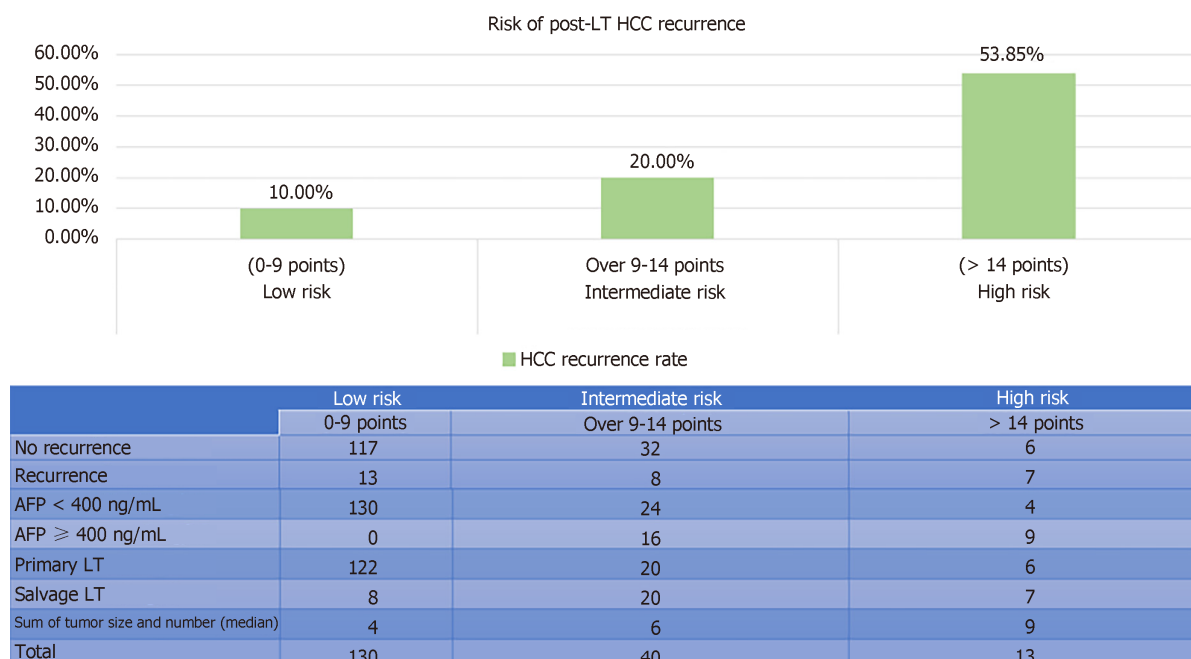 Risk of post-LT HCC recurrence
60.00%
50.00%
40.00%
30.00%
20.00%
10.00%
0.00%
10.00%
20.00%
53.85%
(0-9 points) Over 9-14 points (> 14 points)
Low risk Intermediate risk High risk
HCC recurrence rate
Low risk Intermediate risk High risk
0-9 points Over 9-14 points > 14 points
No recurrence 117 32 6
Recurrence 13 8 7
AFP < 400 ng/mL 130 24 4
AFP ⩾ 400 ng/mL 0 16 9
Primary LT 122 20 6
Salvage LT 8 20 7
Sum of tumor size and number (median) 4 6 9
Total 130 40 13